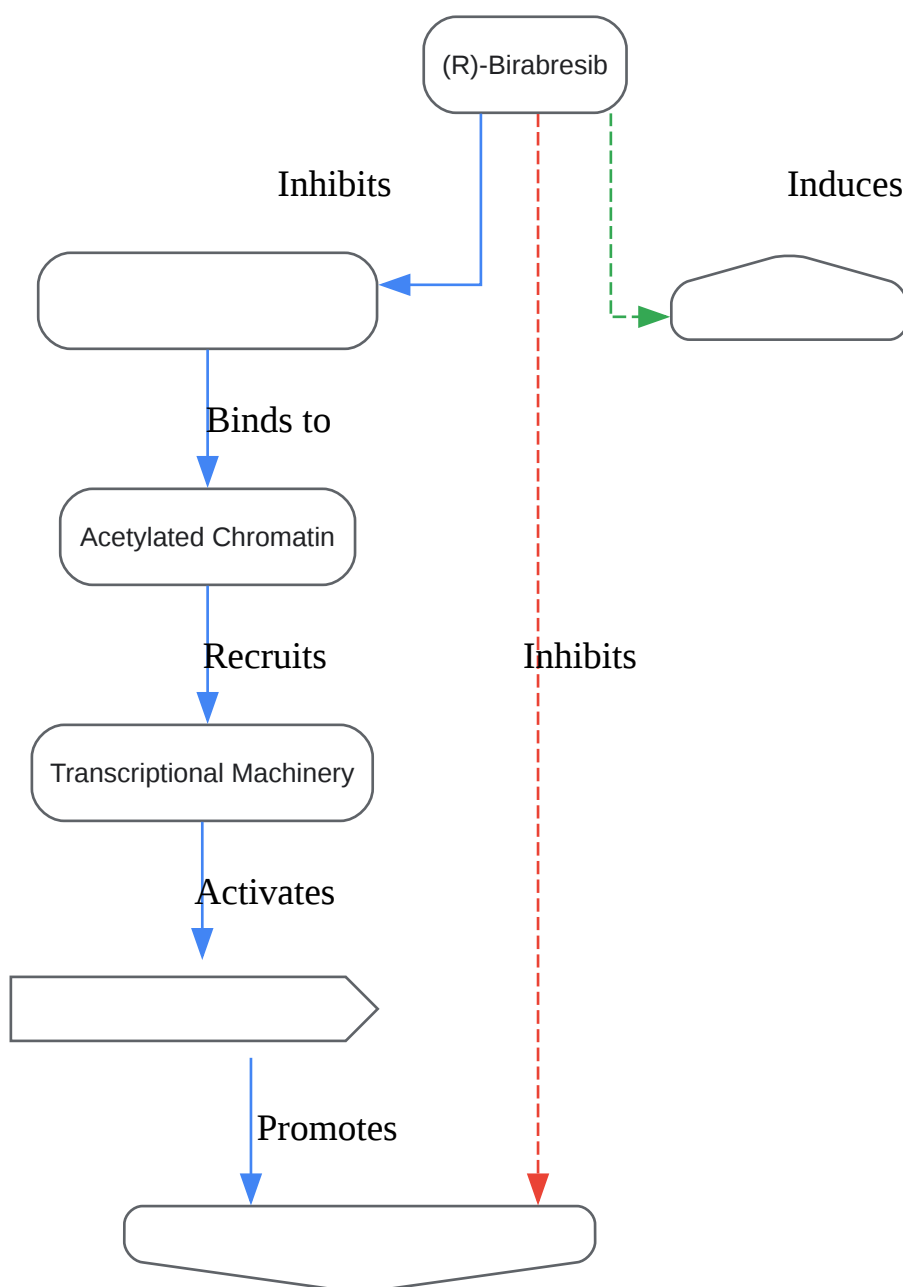 (R)-Birabresib
Inhibits
Induces
Binds to
Acetylated Chromatin
Recruits
Inhibits
Transcriptional Machinery
Activates
Promotes